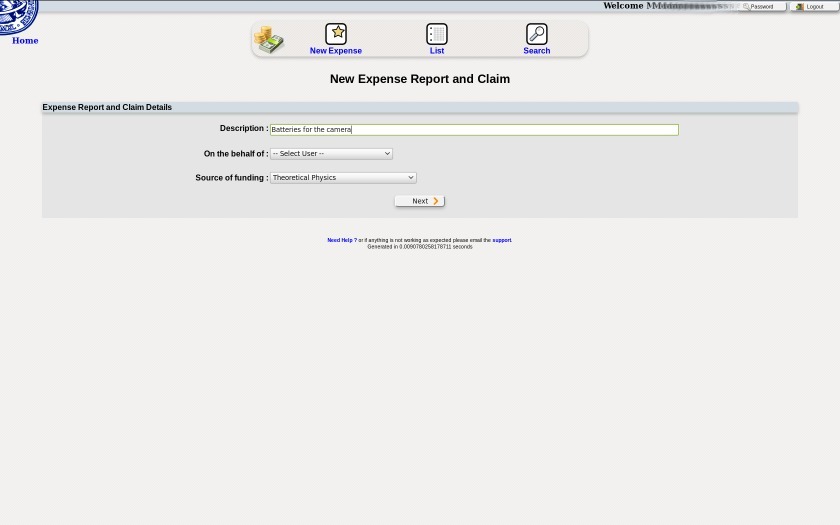 Welcome
Password
Logout
Home
New Expense
List
Search
New Expense Report and Claim
Expense Report and Claim Details
Description : Batteries for the camera
On the behalf of : -- Select User --
Source of funding : Theoretical Physics
Next
Need Help ? or if anything is not working as expected please email the support.
Generated in 0.0090780258178711 seconds